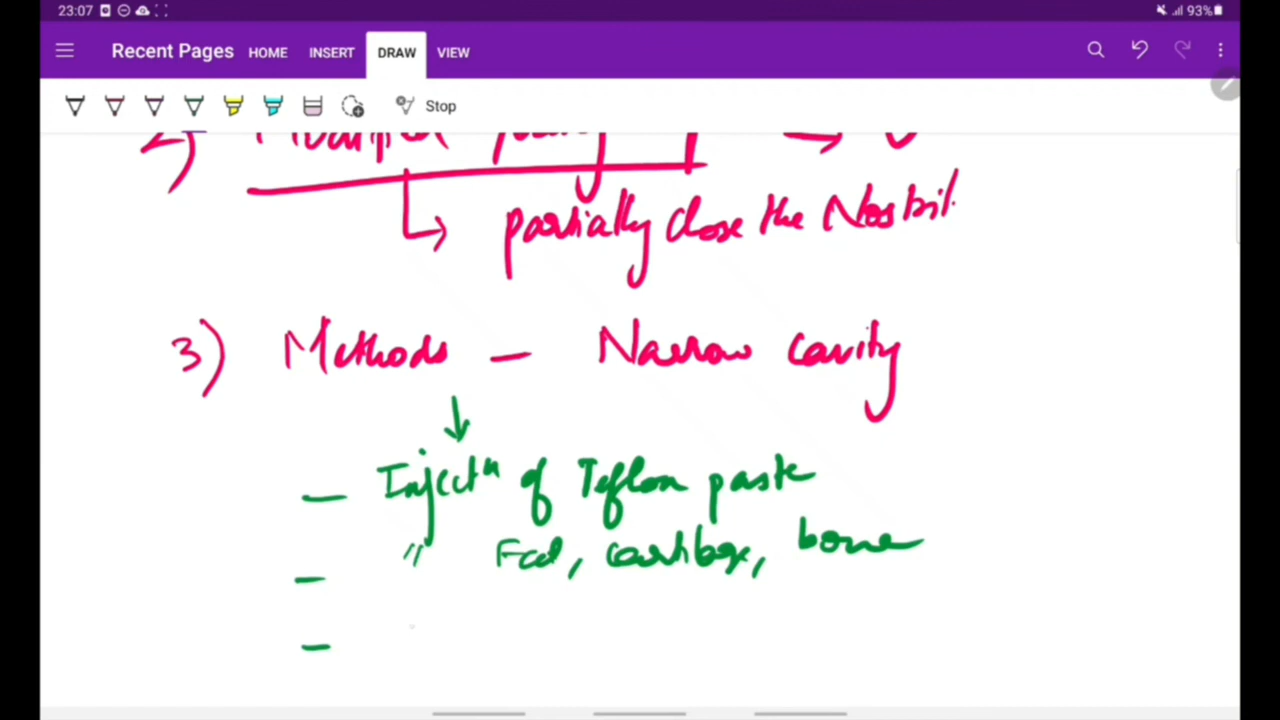 23:07 93%
Recent Pages HOME INSERT DRAW VIEW
Stop
2)
partially close the Nostril.
3) Methods - Narrow cavity
- Injectn of Teflon paste
- " Fat, cartilage, bone
-